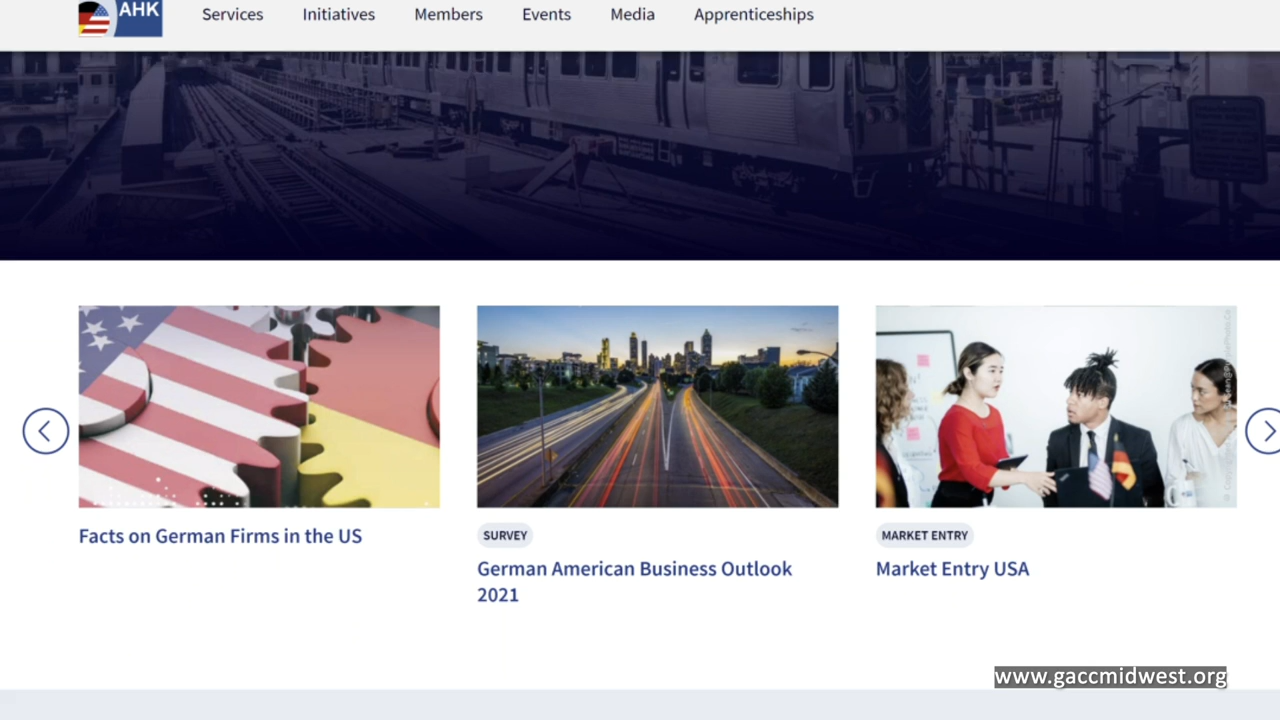 AHK
Services Initiatives Members Events Media Apprenticeships
Facts on German Firms in the US
SURVEY
German American Business Outlook
2021
MARKET ENTRY
Market Entry USA
www.gaccmidwest.org